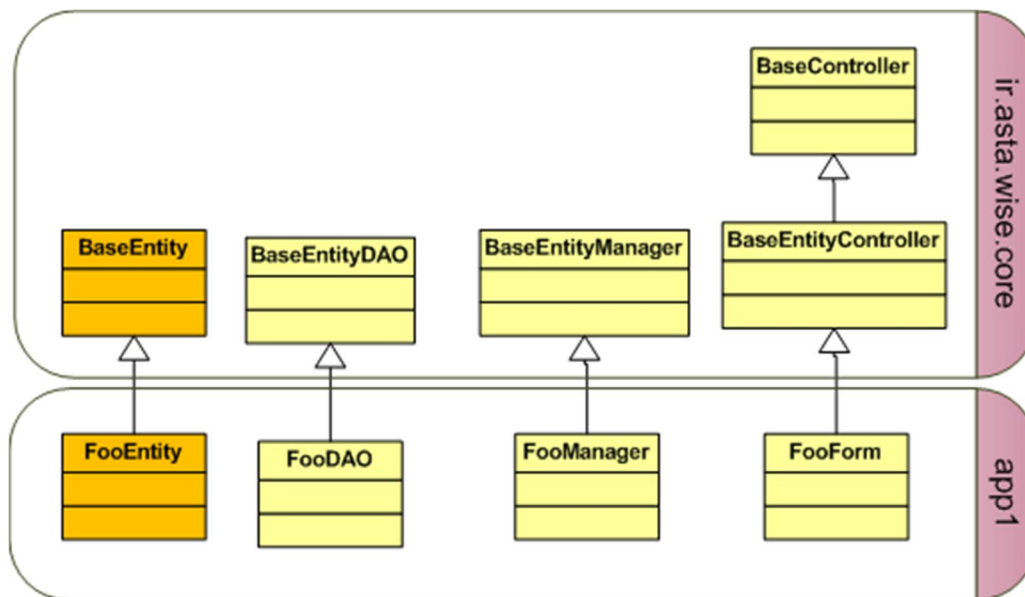 BaseController
BaseEntity
BaseEntityDAO
BaseEntityManager
BaseEntityController
ir.asta.wise.core
FooEntity
FooDAO
FooManager
FooForm
app1